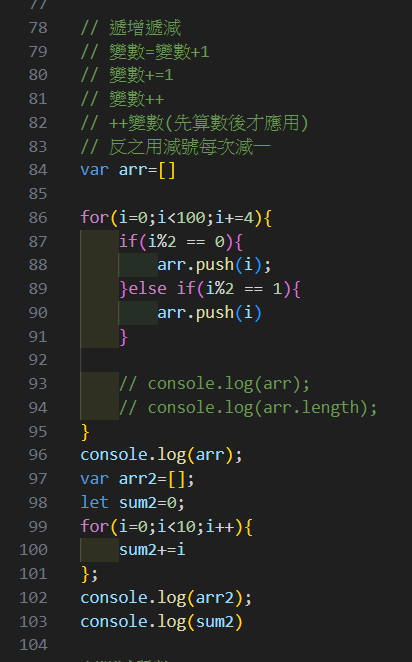 77
78 // 遞增遞減
79 // 變數=變數+1
80 // 變數+=1
81 // 變數++
82 // ++變數(先算數後才應用)
83 // 反之用減號每次減一
84 var arr=[]
85
86 for(i=0;i<100;i+=4){
87 if(i%2 == 0){
88 arr.push(i);
89 }else if(i%2 == 1){
90 arr.push(i)
91 }
92
93 // console.log(arr);
94 // console.log(arr.length);
95 }
96 console.log(arr);
97 var arr2=[];
98 let sum2=0;
99 for(i=0;i<10;i++){
100 sum2+=i
101 };
102 console.log(arr2);
103 console.log(sum2)
104